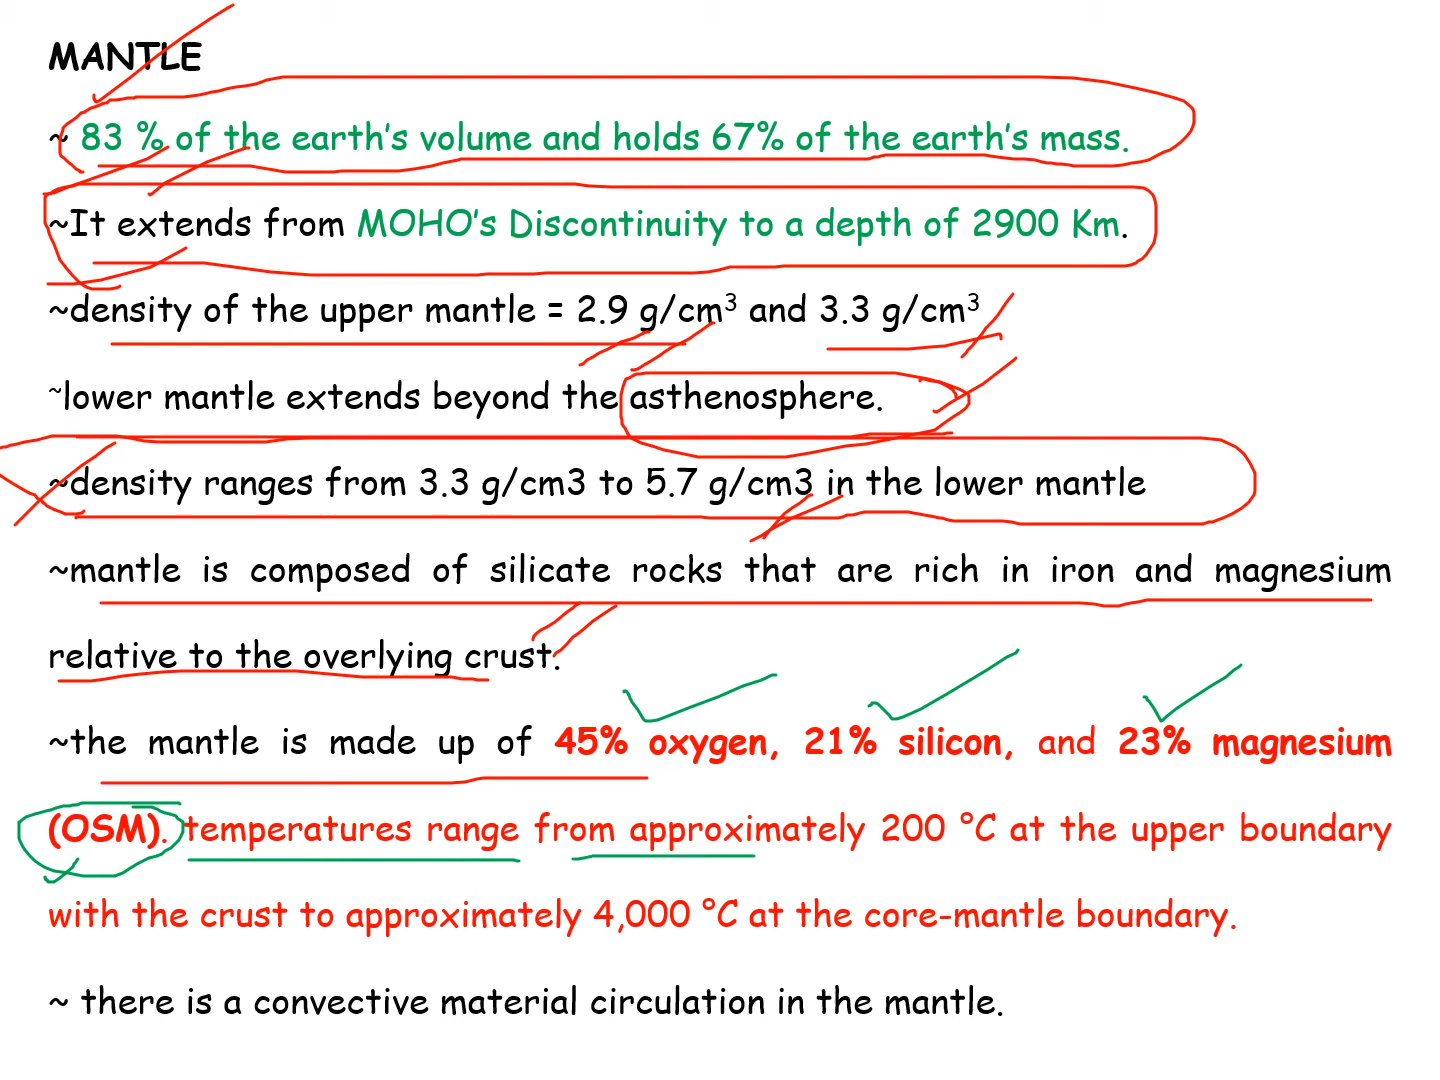 MANTLE
~ 83 % of the earth's volume and holds 67% of the earth's mass.
~It extends from MOHO's Discontinuity to a depth of 2900 Km.
~density of the upper mantle = 2.9 g/cm³ and 3.3 g/cm³
~lower mantle extends beyond the asthenosphere.
~density ranges from 3.3 g/cm3 to 5.7 g/cm3 in the lower mantle
~mantle is composed of silicate rocks that are rich in iron and magnesium
relative to the overlying crust.
~the mantle is made up of 45% oxygen, 21% silicon, and 23% magnesium
(OSM). temperatures range from approximately 200 °C at the upper boundary
with the crust to approximately 4,000 °C at the core-mantle boundary.
~ there is a convective material circulation in the mantle.